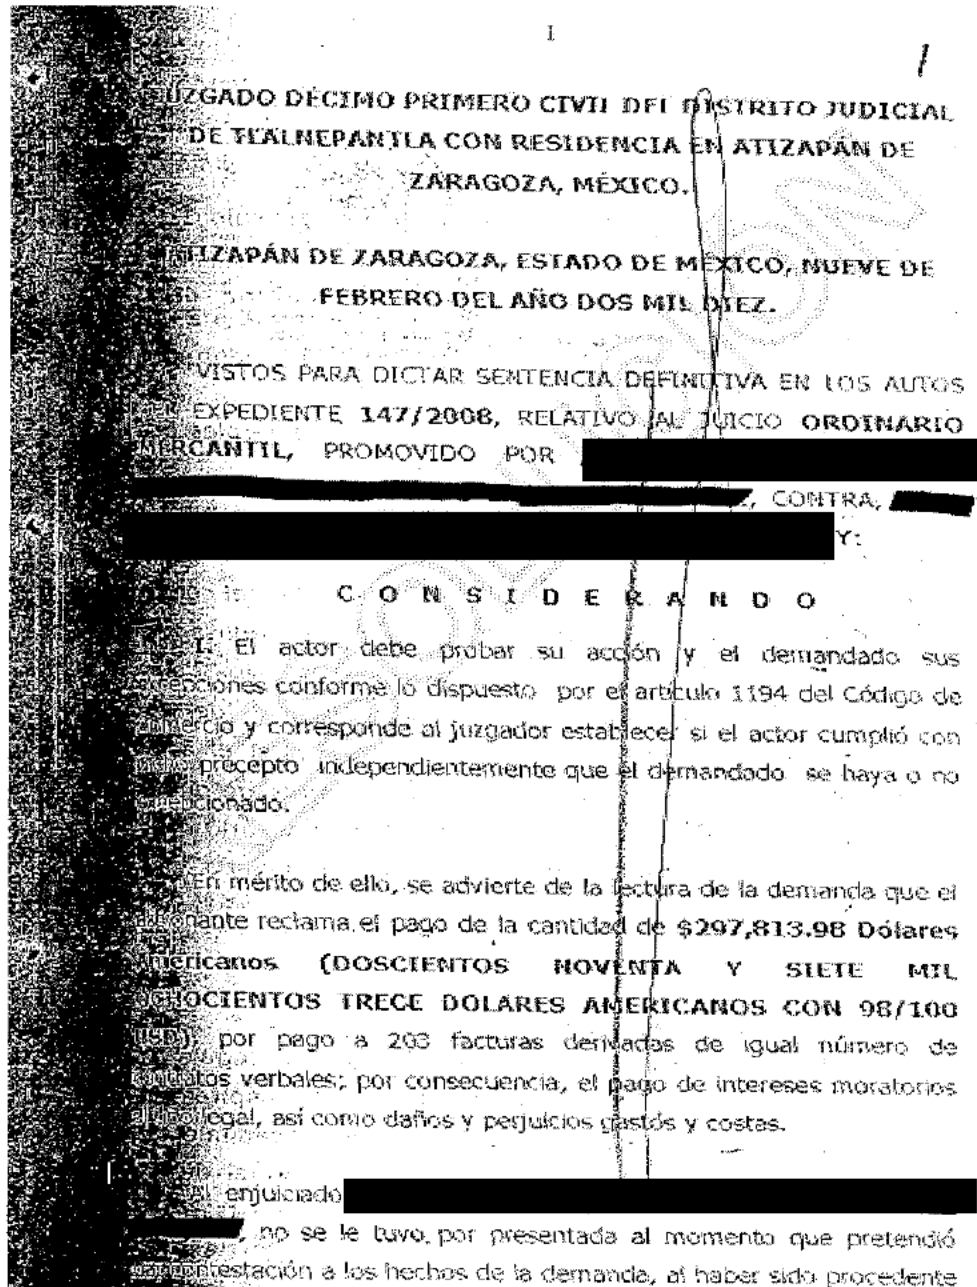 1
1
JUZGADO DÉCIMO PRIMERO CIVIL DEL DISTRITO JUDICIAL
DE TLALNEPANTLA CON RESIDENCIA EN ATIZAPÁN DE
ZARAGOZA, MÉXICO.
ATIZAPÁN DE ZARAGOZA, ESTADO DE MÉXICO, NUEVE DE
FEBRERO DEL AÑO DOS MIL DIEZ.
VISTOS PARA DICTAR SENTENCIA DEFINITIVA EN LOS AUTOS
EXPEDIENTE 147/2008, RELATIVO AL JUICIO ORDINARIO
MERCANTIL, PROMOVIDO POR
, CONTRA,
Y:
C O N S I D E R A N D O
I. El actor debe probar su acción y el demandado sus
excepciones conforme lo dispuesto por el artículo 1194 del Código de
Comercio y corresponde al juzgador establecer si el actor cumplió con
precepto independientemente que el demandado se haya o no
excepcionado.
En mérito de ello, se advierte de la lectura de la demanda que el
accionante reclama el pago de la cantidad de $297,813.98 Dólares
Americanos (DOSCIENTOS NOVENTA Y SIETE MIL
OCHOCIENTOS TRECE DOLARES AMERICANOS CON 98/100
USD), por pago a 203 facturas derivadas de igual número de
contratos verbales; por consecuencia, el pago de intereses moratorios
al tipo legal, así como daños y perjuicios gastos y costas.
Al enjuiciado
, no se le tuvo por presentada al momento que pretendió
dar contestación a los hechos de la demanda, al haber sido procedente